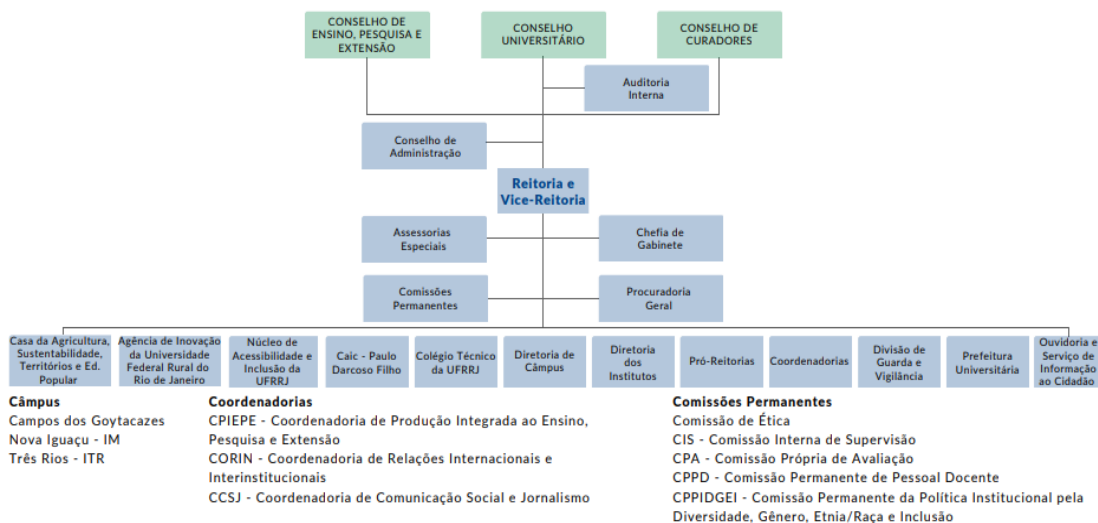 CONSELHO DE
ENSINO, PESQUISA E
EXTENSÃO
CONSELHO
UNIVERSITÁRIO
CONSELHO DE
CURADORES
Auditoria
Interna
Conselho de
Administração
Reitoria e
Vice-Reitoria
Assessorias
Especiais
Chefia de
Gabinete
Comissões
Permanentes
Procuradoria
Geral
Casa da Agricultura,
Sustentabilidade,
Territórios e Ed.
Popular
Agência de Inovação
da Universidade
Federal Rural do
Rio de Janeiro
Núcleo de
Acessibilidade e
Inclusão da
UFRRJ
Caic - Paulo
Darcoso Filho
Colégio Técnico
da UFRRJ
Diretoria de
Câmpus
Diretoria
dos
Institutos
Pró-Reitorias
Coordenadorias
Divisão de
Guarda e
Vigilância
Prefeitura
Universitária
Ouvidoria e
Serviço de
Informação
ao Cidadão
Câmpus
Campos dos Goytacazes
Nova Iguaçu - IM
Três Rios - ITR
Coordenadorias
CPIEPE - Coordenadoria de Produção Integrada ao Ensino,
Pesquisa e Extensão
CORIN - Coordenadoria de Relações Internacionais e
Interinstitucionais
CCSJ - Coordenadoria de Comunicação Social e Jornalismo
Comissões Permanentes
Comissão de Ética
CIS - Comissão Interna de Supervisão
CPA - Comissão Própria de Avaliação
CPPD - Comissão Permanente de Pessoal Docente
CPPIDGEI - Comissão Permanente da Política Institucional pela
Diversidade, Gênero, Etnia/Raça e Inclusão